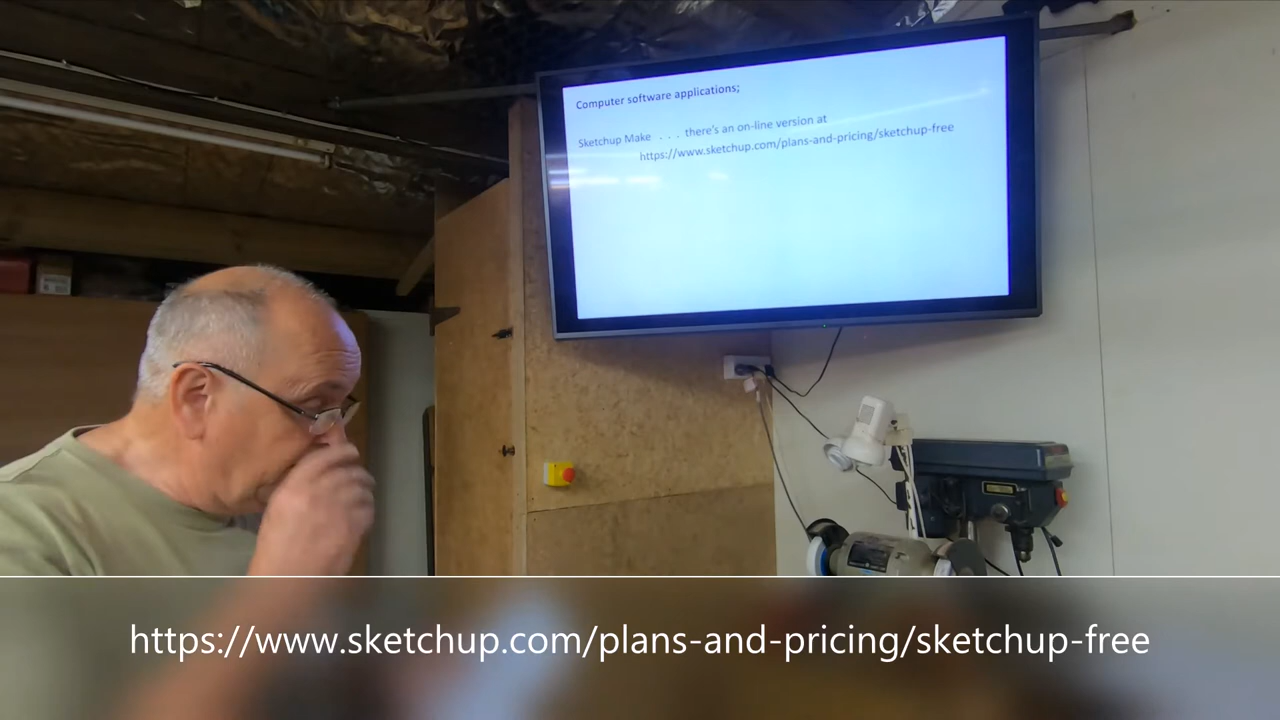 Computer software applications;
Sketchup Make . . . there's an on-line version at
https://www.sketchup.com/plans-and-pricing/sketchup-free
https://www.sketchup.com/plans-and-pricing/sketchup-free